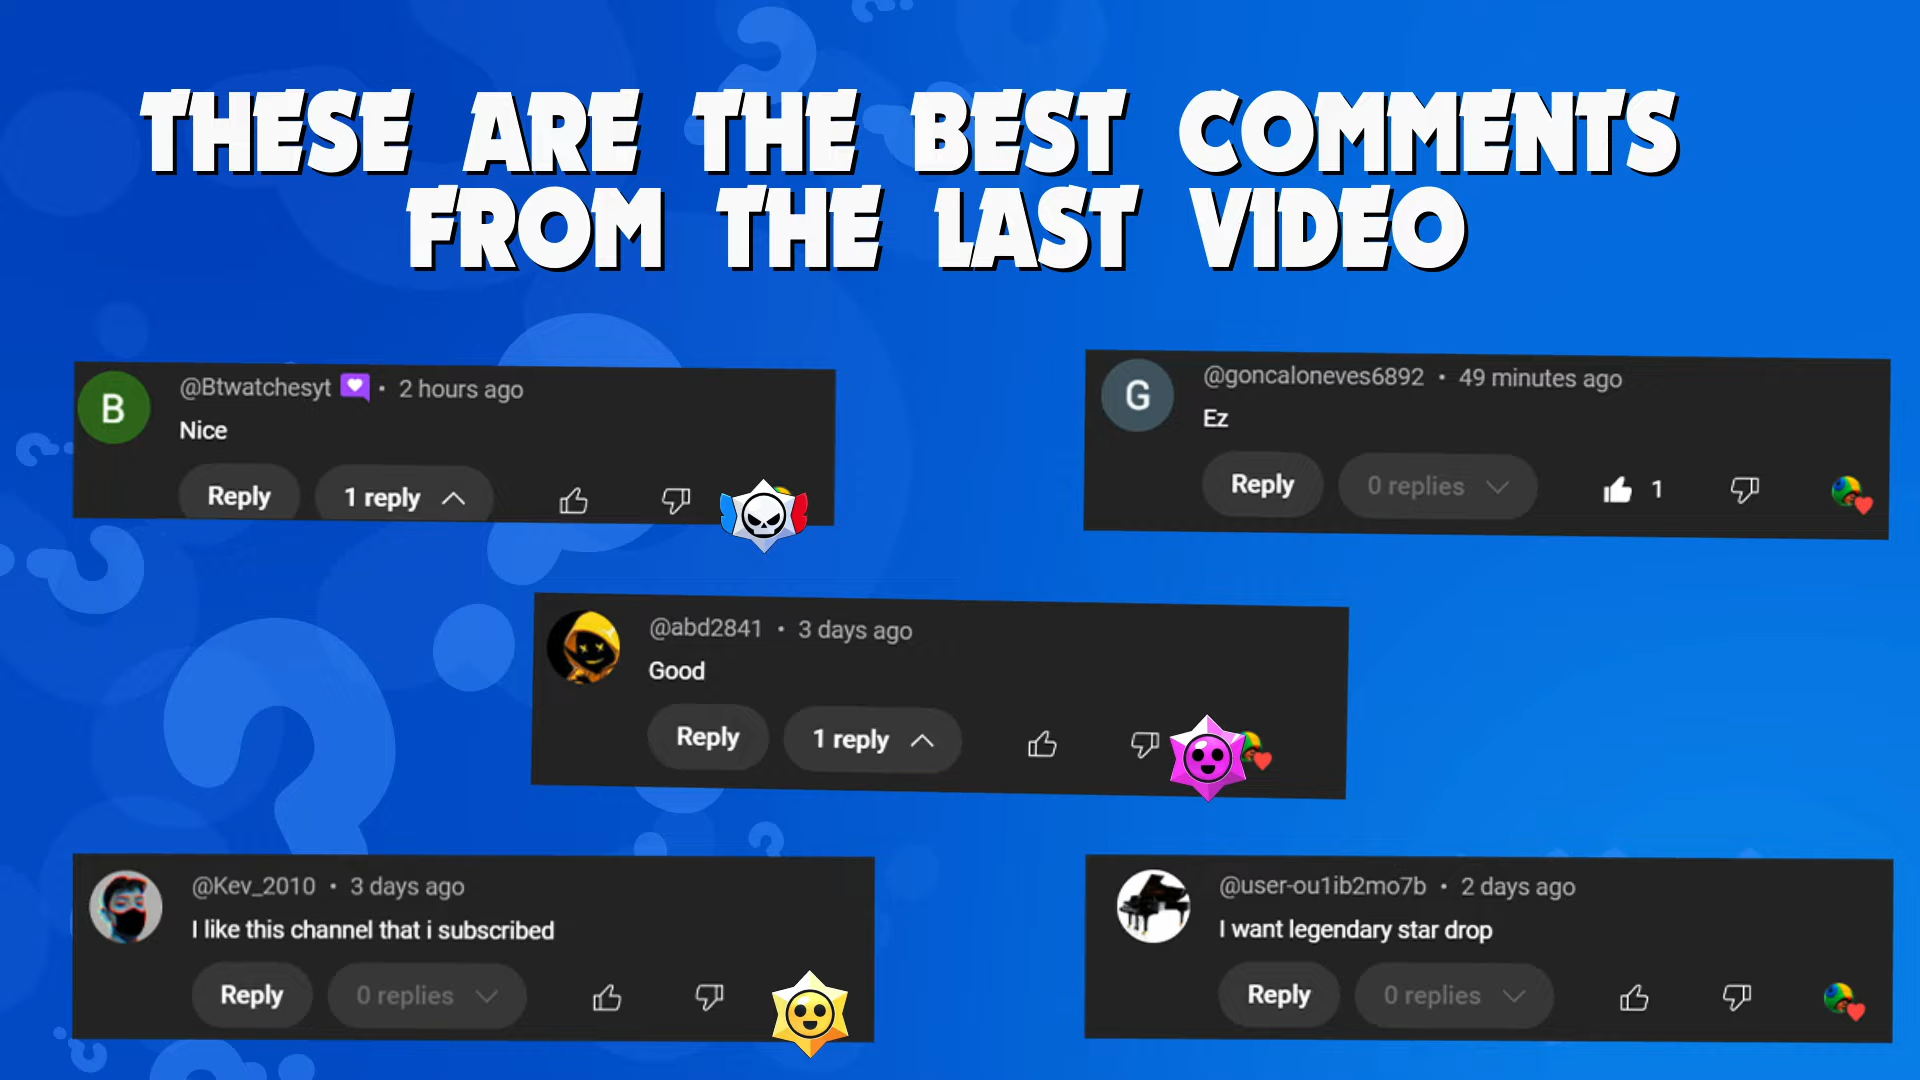 THESE ARE THE BEST COMMENTS
FROM THE LAST VIDEO
B
@Btwatchesyt • 2 hours ago
Nice
Reply 1 reply
G
@goncaloneves6892 • 49 minutes ago
Ez
Reply 0 replies 1
@abd2841 • 3 days ago
Good
Reply 1 reply
@Kev_2010 • 3 days ago
I like this channel that i subscribed
Reply 0 replies
@user-ou1ib2mo7b • 2 days ago
I want legendary star drop
Reply 0 replies